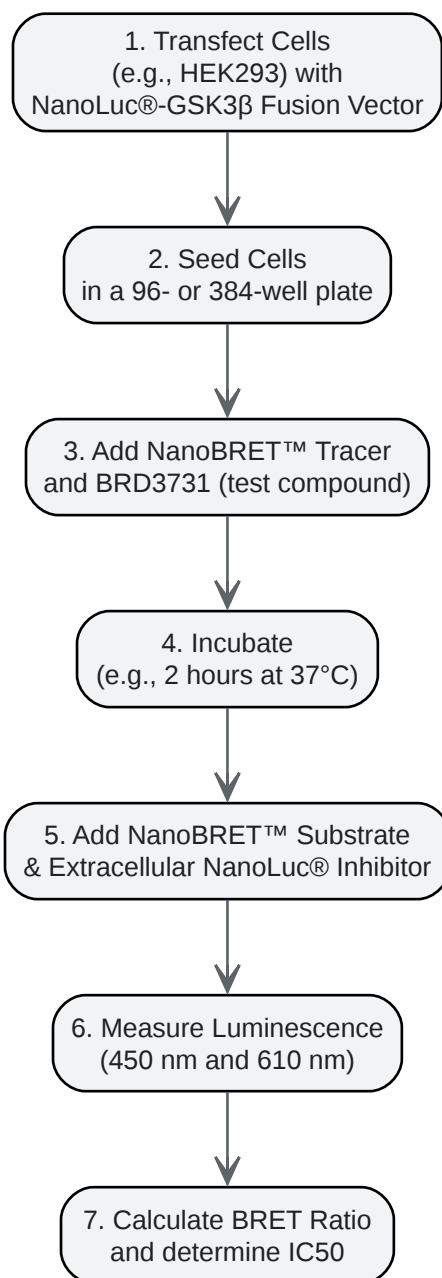 1. Transfect Cells
(e.g., HEK293) with
NanoLuc®-GSK3β Fusion Vector
2. Seed Cells
in a 96- or 384-well plate
3. Add NanoBRET™ Tracer
and BRD3731 (test compound)
4. Incubate
(e.g., 2 hours at 37°C)
5. Add NanoBRET™ Substrate
& Extracellular NanoLuc® Inhibitor
6. Measure Luminescence
(450 nm and 610 nm)
7. Calculate BRET Ratio
and determine IC50